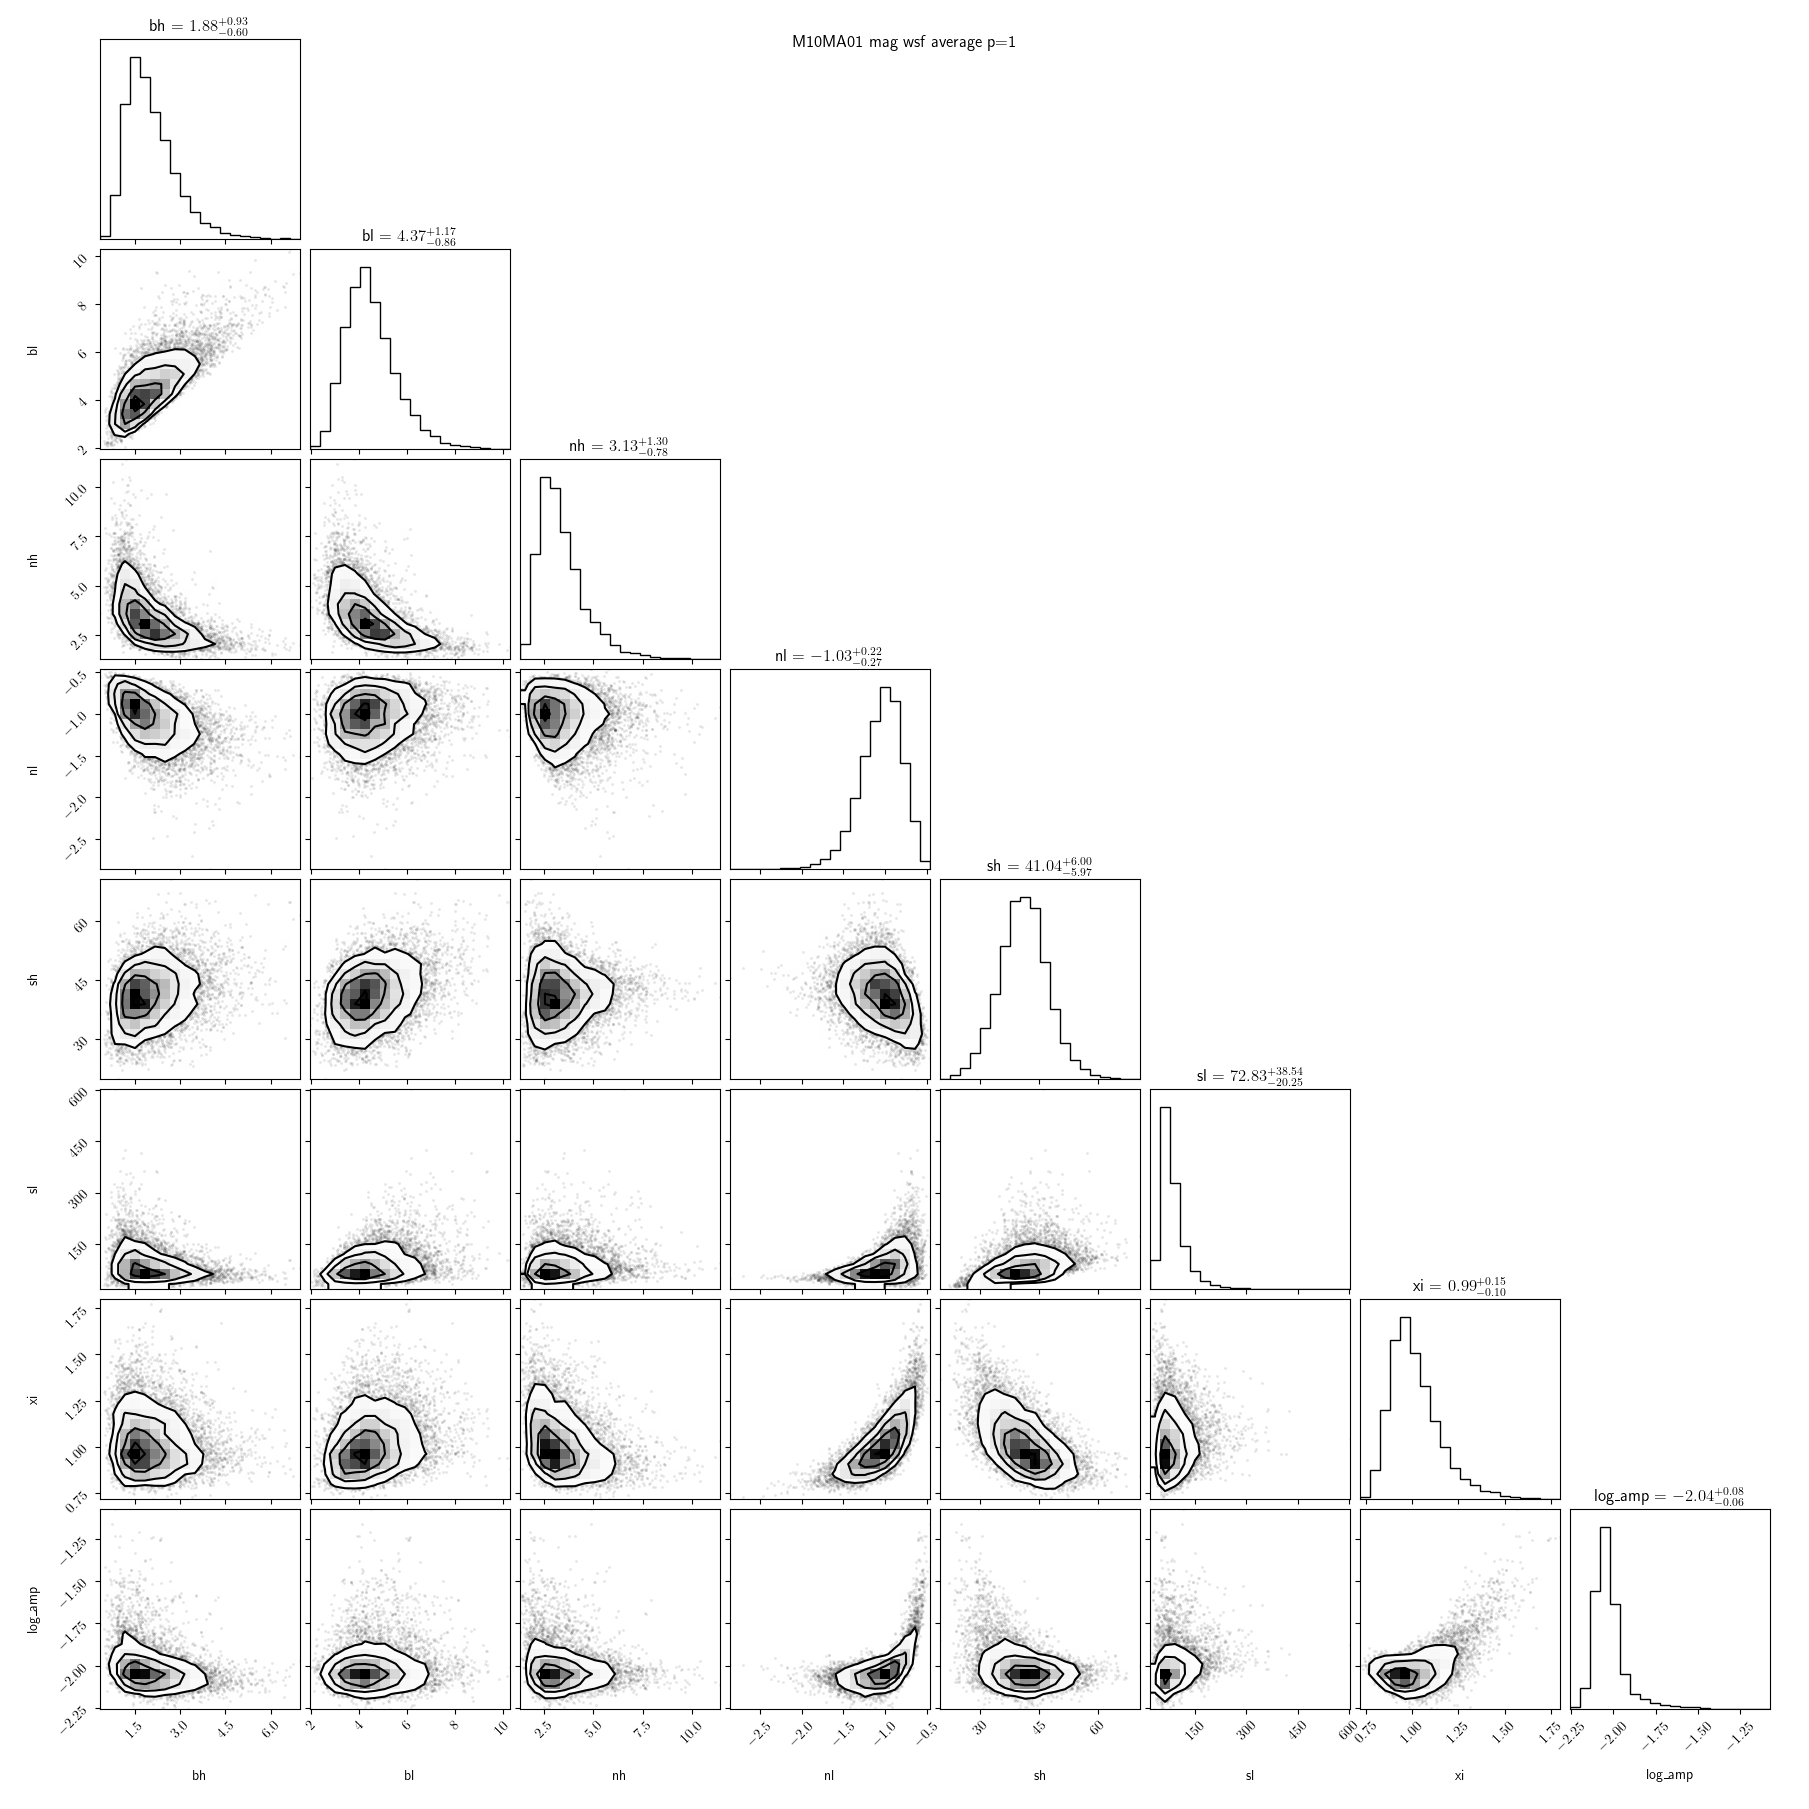 M10MA01 mag wsf average p=1
bh = 1.88+0.93−0.60
bl = 4.37+1.17−0.86
nh = 3.13+1.30−0.78
nl = −1.03+0.22−0.27
sh = 41.04+6.00−5.97
sl = 72.83+38.54−20.25
xi = 0.99+0.15−0.10
log_amp = −2.04+0.08−0.06
bl
10
8
6
4
2
nh
10.0
7.5
5.0
2.5
nl
−0.5
−1.0
−1.5
−2.0
−2.5
sh
60
45
30
sl
600
450
300
150
xi
1.75
1.50
1.25
1.00
0.75
log_amp
−1.25
−1.50
−1.75
−2.00
−2.25
1.5 3.0 4.5 6.0 2 4 6 8 10 2.5 5.0 7.5 10.0 −2.5 −2.0 −1.5 −1.0 −0.5 30 45 60 150 300 450 600 0.75 1.00 1.25 1.50 1.75 −2.25 −2.00 −1.75 −1.50 −1.25
bh bl nh nl sh sl xi log_amp